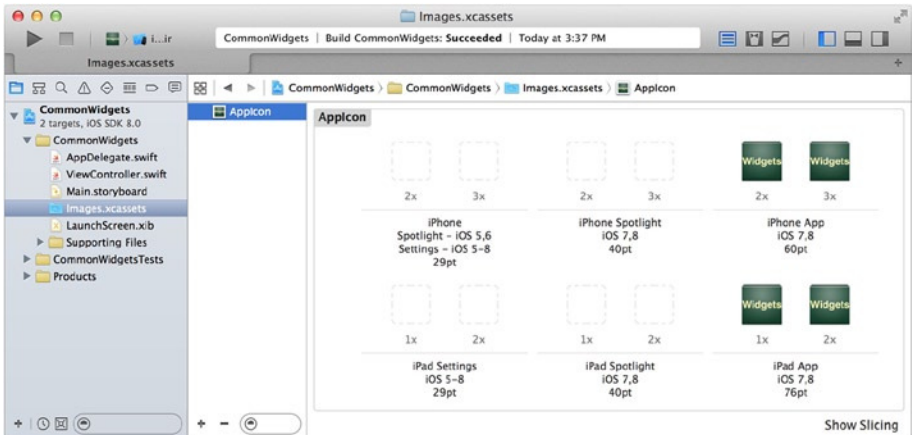 Images.xcassets
i...ir
CommonWidgets | Build CommonWidgets: Succeeded | Today at 3:37 PM
Images.xcassets
CommonWidgets
2 targets, iOS SDK 8.0
CommonWidgets
AppDelegate.swift
ViewController.swift
Main.storyboard
Images.xcassets
LaunchScreen.xib
Supporting Files
CommonWidgetsTests
Products
CommonWidgets 〉 CommonWidgets 〉 Images.xcassets 〉 AppIcon
AppIcon
AppIcon
2x 3x
iPhone
Spotlight - iOS 5,6
Settings - iOS 5-8
29pt
2x 3x
iPhone Spotlight
iOS 7,8
40pt
Widgets Widgets
2x 3x
iPhone App
iOS 7,8
60pt
1x 2x
iPad Settings
iOS 5-8
29pt
1x 2x
iPad Spotlight
iOS 7,8
40pt
Widgets Widgets
1x 2x
iPad App
iOS 7,8
76pt
Show Slicing